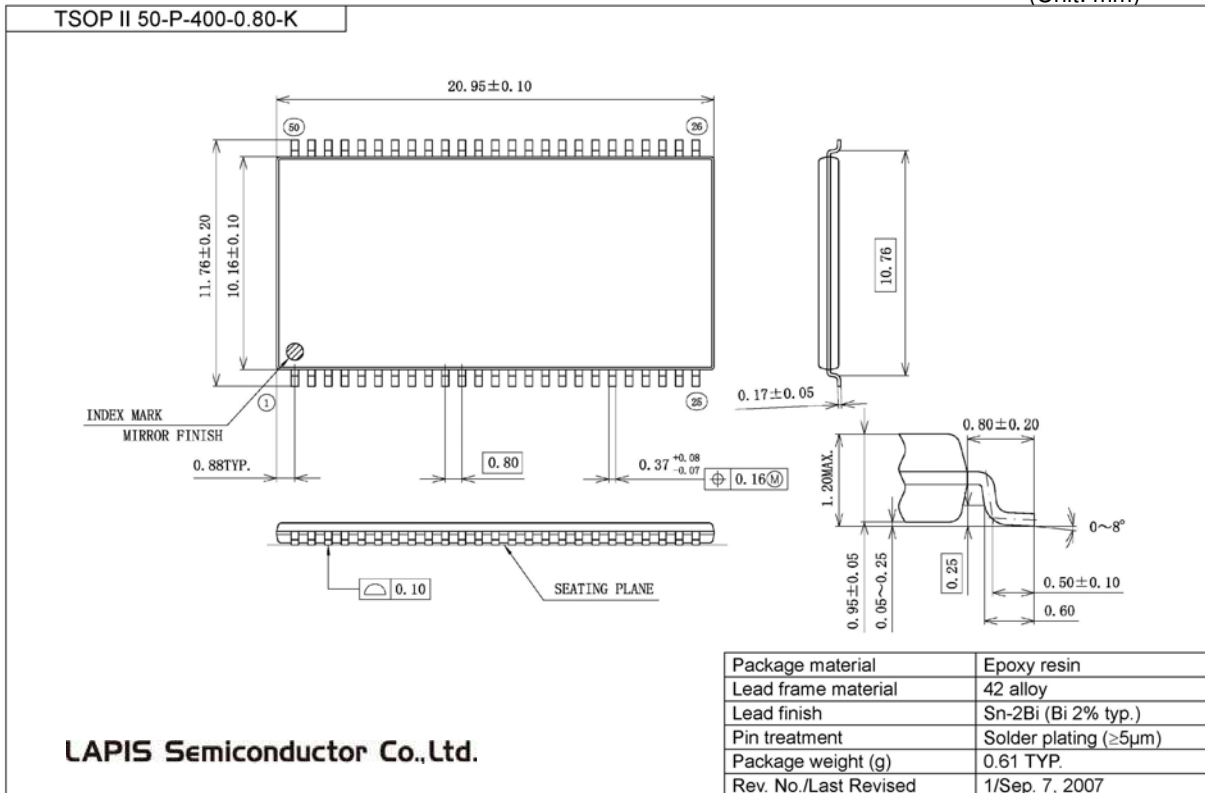 (Unit: mm)
TSOP II 50-P-400-0.80-K
20.95±0.10
50
26
11.76±0.20
10.16±0.10
10.76
1
25
INDEX MARK
MIRROR FINISH
0.17±0.05
0.88TYP.
0.80
0.37 +0.08 -0.07
⌖ 0.16Ⓜ
0.80±0.20
1.20MAX.
0~8°
0.95±0.05
0.05~0.25
0.25
0.50±0.10
0.60
⌓ 0.10
SEATING PLANE
Package material Epoxy resin
Lead frame material 42 alloy
Lead finish Sn-2Bi (Bi 2% typ.)
Pin treatment Solder plating (≥5µm)
Package weight (g) 0.61 TYP.
Rev. No./Last Revised 1/Sep. 7, 2007
LAPIS Semiconductor Co.,Ltd.